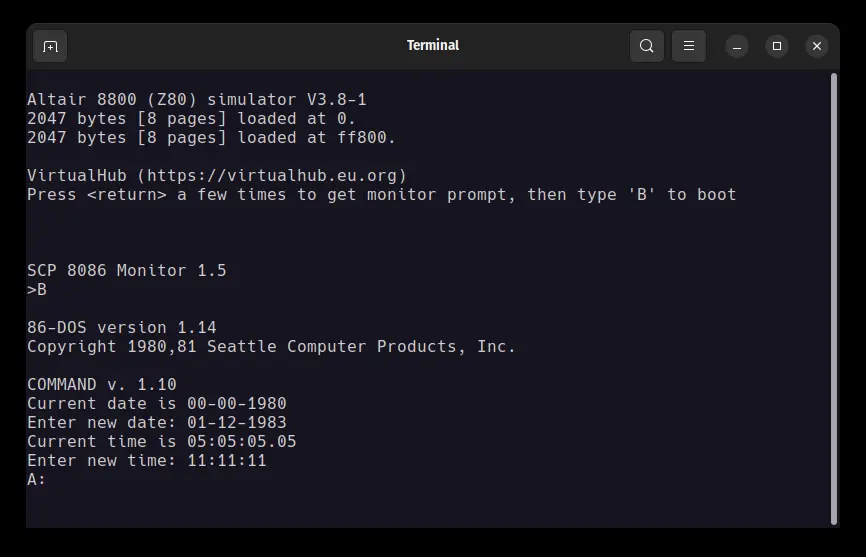 Terminal
Altair 8800 (Z80) simulator V3.8-1
2047 bytes [8 pages] loaded at 0.
2047 bytes [8 pages] loaded at ff800.
VirtualHub (https://virtualhub.eu.org)
Press <return> a few times to get monitor prompt, then type 'B' to boot
SCP 8086 Monitor 1.5
>B
86-DOS version 1.14
Copyright 1980,81 Seattle Computer Products, Inc.
COMMAND v. 1.10
Current date is 00-00-1980
Enter new date: 01-12-1983
Current time is 05:05:05.05
Enter new time: 11:11:11
A: